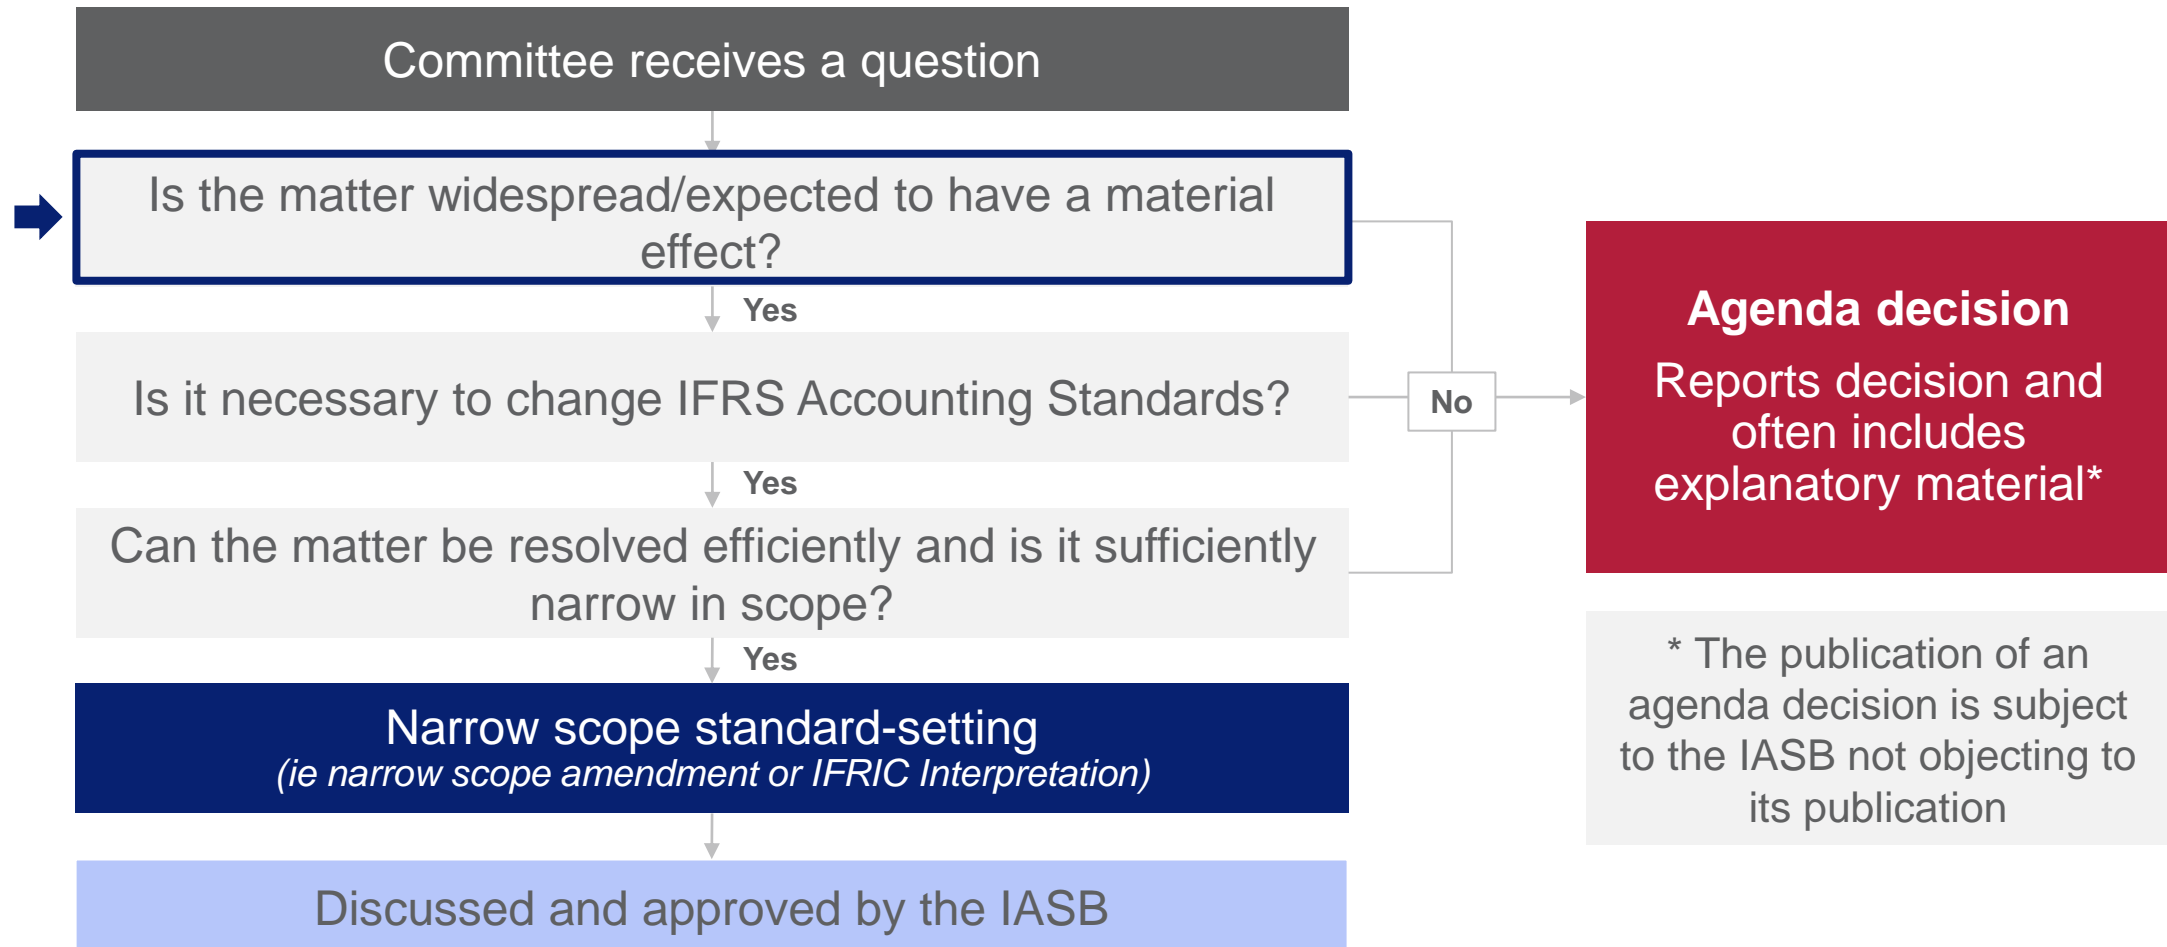 Committee receives a question
Is the matter widespread/expected to have a material
effect?
Yes
Is it necessary to change IFRS Accounting Standards?
Yes
Can the matter be resolved efficiently and is it sufficiently
narrow in scope?
Yes
Narrow scope standard-setting
(ie narrow scope amendment or IFRIC Interpretation)
Discussed and approved by the IASB
No
Agenda decision
Reports decision and
often includes
explanatory material*
* The publication of an
agenda decision is subject
to the IASB not objecting to
its publication